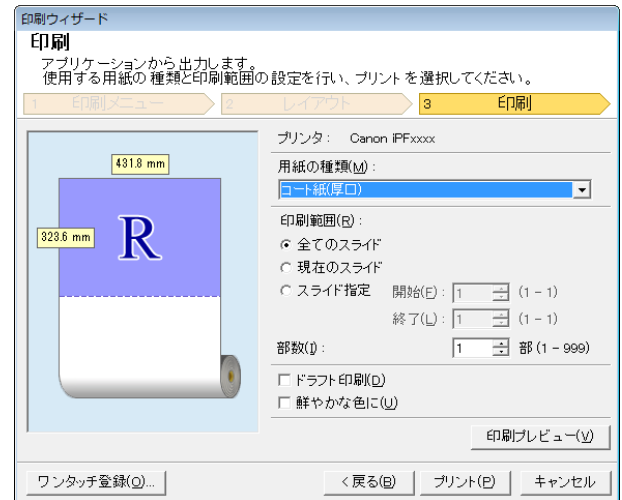 印刷ウィザード
印刷
アプリケーションから出力します。
使用する用紙の種類と印刷範囲の設定を行い、プリントを選択してください。
1 印刷メニュー 2 レイアウト 3 印刷
431.8 mm
323.6 mm
R
プリンタ: Canon iPFxxxx
用紙の種類(M):
コート紙(厚口)
印刷範囲(R):
全てのスライド
現在のスライド
スライド指定 開始(F): 1 (1 - 1)
終了(L): 1 (1 - 1)
部数(I): 1 部 (1 - 999)
ドラフト印刷(D)
鮮やかな色に(U)
印刷プレビュー(V)
ワンタッチ登録(O)... < 戻る(B) プリント(P) キャンセル